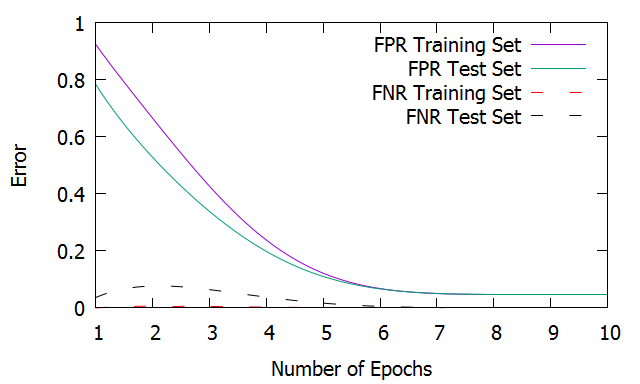 1
0.8
0.6
0.4
0.2
0
Error
FPR Training Set
FPR Test Set
FNR Training Set
FNR Test Set
1 2 3 4 5 6 7 8 9 10
Number of Epochs